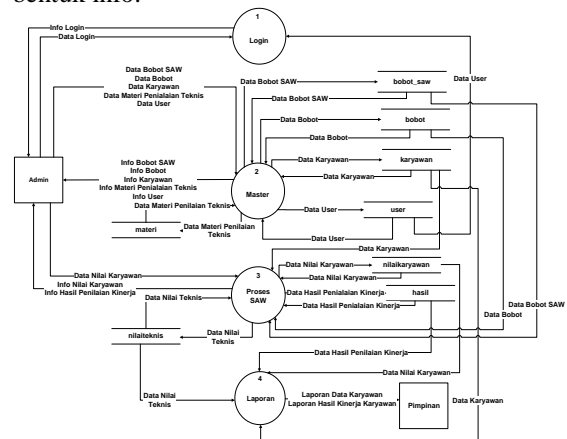 bentuk info.
1
Login
Info Login
Data Login
Data Bobot SAW
Data Bobot
Data Karyawan
Data Materi Penialaian Teknis
Data User
Data Bobot SAW
bobot_saw
Data User
Data Bobot SAW
Data Bobot
bobot
Data Bobot
Info Bobot SAW
Info Bobot
Info Karyawan
Info Materi Penialaian Teknis
Info User
Data Materi Penilaian Teknis
Admin
2
Master
Data Karyawan
karyawan
Data Karyawan
Data User
user
Data User
materi
Data Materi Penilaian
Teknis
Data Karyawan
Data Nilai Karyawan
Info Nilai Karyawan
Info Hasil Penilaian Kinerja
3
Proses
SAW
Data Nilai Karyawan
nilaikaryawan
Data Nilai Karyawan
Data Hasil Penialaian Kinerja
hasil
Data Hasil Penialaian Kinerja
Data Nilai Teknis
Data Bobot SAW
Data Bobot
nilaiteknis
Data Nilai
Teknis
Data Hasil Penilaian Kinerja
Data Nilai Karyawan
4
Laporan
Data Nilai
Teknis
Laporan Data Karyawan
Laporan Hasil Kinerja Karyawan
Pimpinan
Data Karyawan